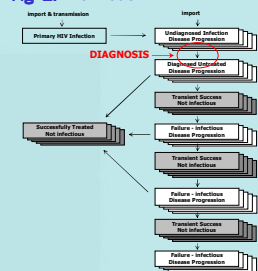 import & transmission
import
Primary HIV Infection
Undiagnosed Infection
Disease Progression
DIAGNOSIS
Diagnosed Untreated
Disease Progression
Transient Success
Not infectious
Successfully Treated
Not infectious
Failure - infectious
Disease Progression
Transient Success
Not infectious
Failure - infectious
Disease Progression
Transient Success
Not infectious
Failure - infectious
Disease Progression